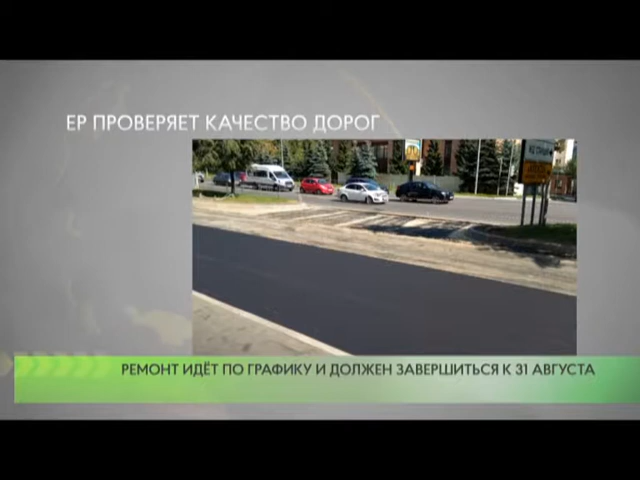 ЕР ПРОВЕРЯЕТ КАЧЕСТВО ДОРОГ
РЕМОНТ ИДЁТ ПО ГРАФИКУ И ДОЛЖЕН ЗАВЕРШИТЬСЯ К 31 АВГУСТА